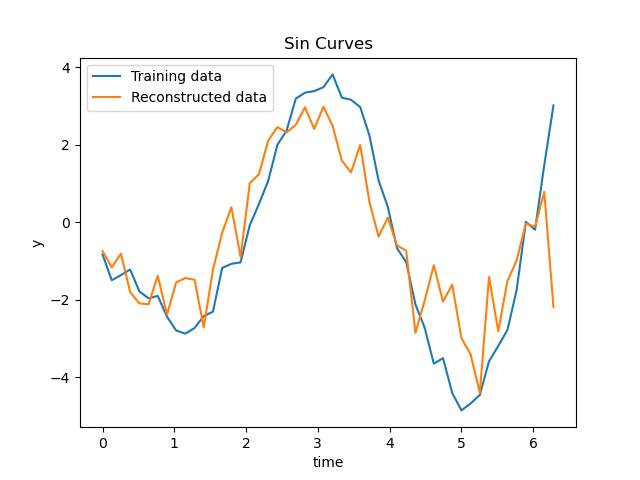 Sin Curves
Training data
Reconstructed data
y
4
2
0
−2
−4
0 1 2 3 4 5 6
time